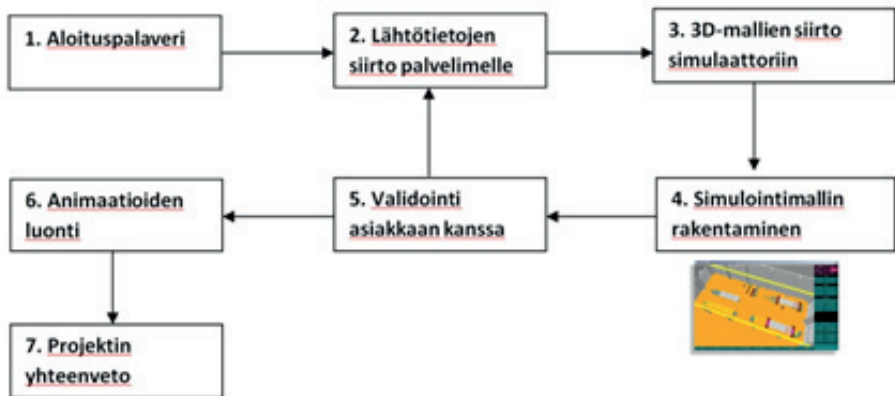 1. Aloituspalaveri
2. Lähtötietojen
siirto palvelimelle
3. 3D-mallien siirto
simulaattoriin
4. Simulointimallin
rakentaminen
5. Validointi
asiakkaan kanssa
6. Animaatioiden
luonti
7. Projektin
yhteenveto